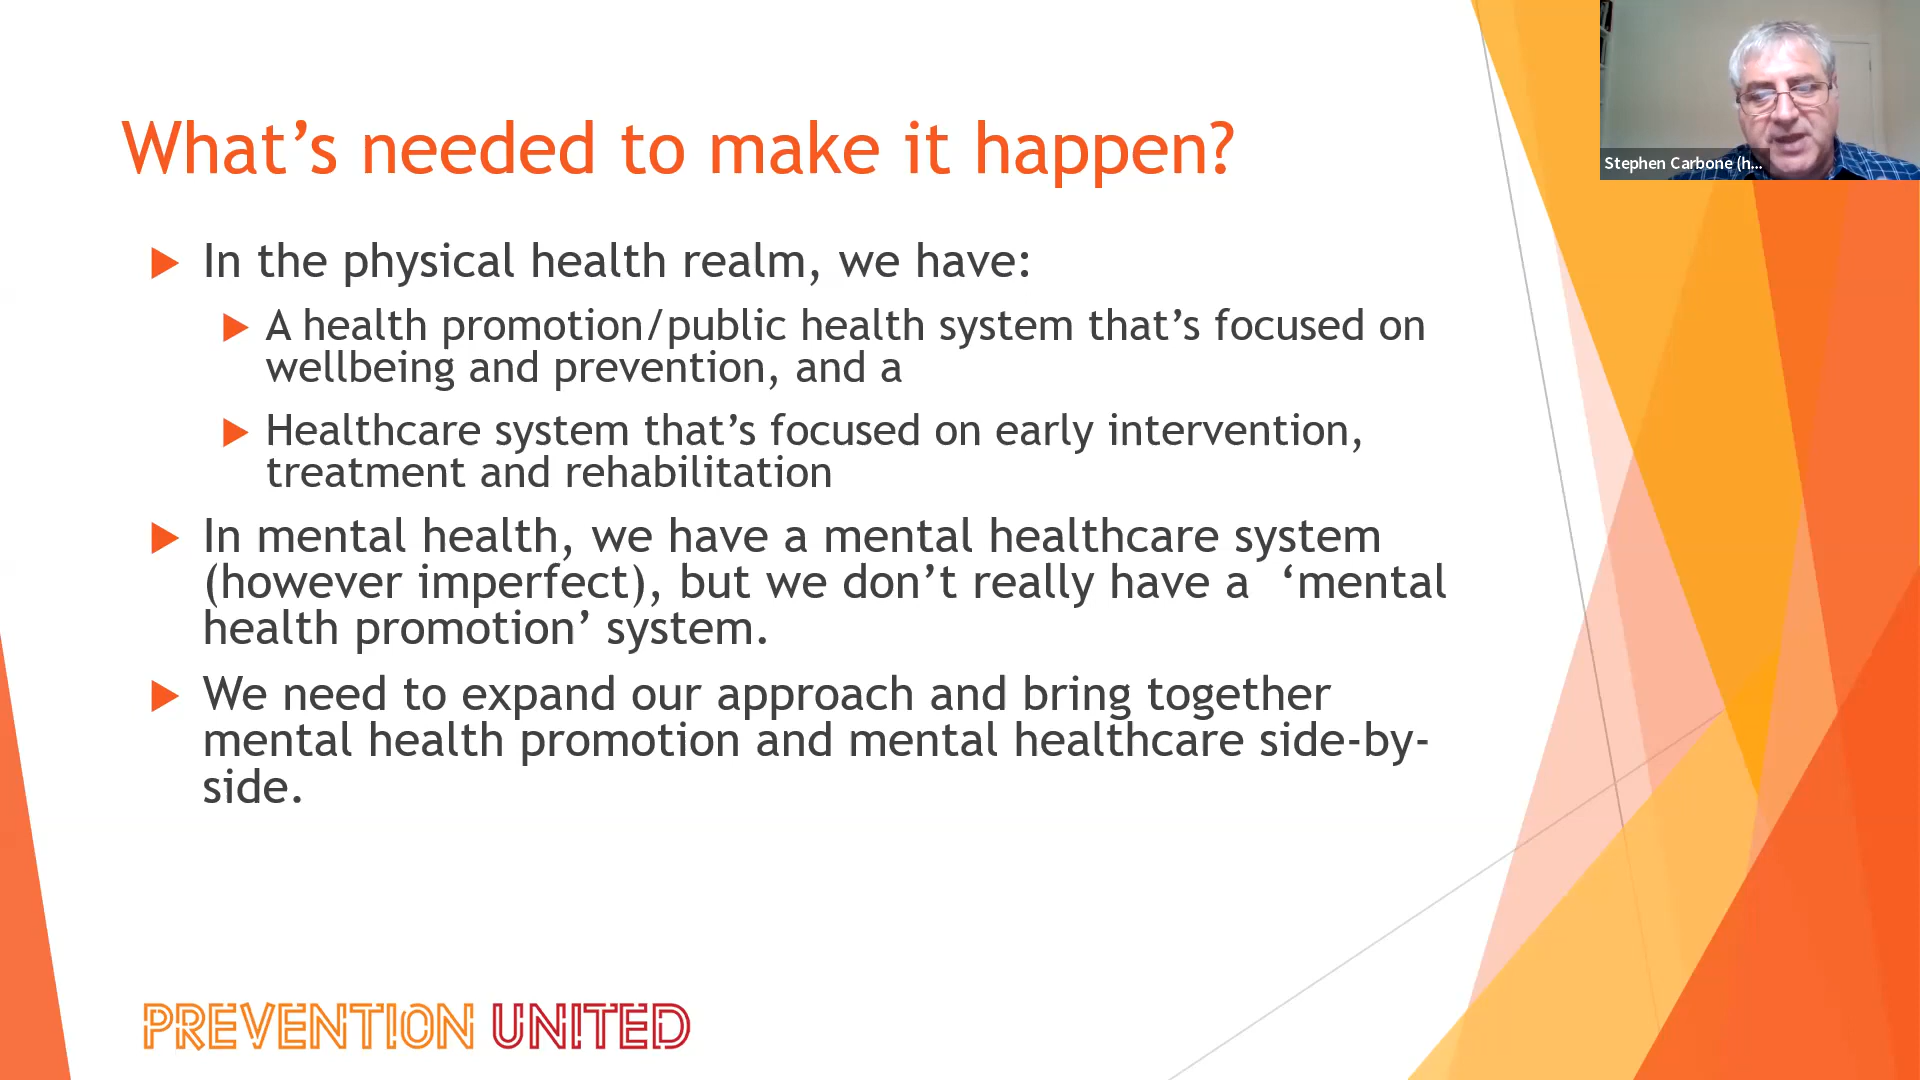 What’s needed to make it happen?
In the physical health realm, we have:
A health promotion/public health system that’s focused on
wellbeing and prevention, and a
Healthcare system that’s focused on early intervention,
treatment and rehabilitation
In mental health, we have a mental healthcare system
(however imperfect), but we don’t really have a ‘mental
health promotion’ system.
We need to expand our approach and bring together
mental health promotion and mental healthcare side-by-
side.
PREVENTION UNITED
Stephen Carbone (h...